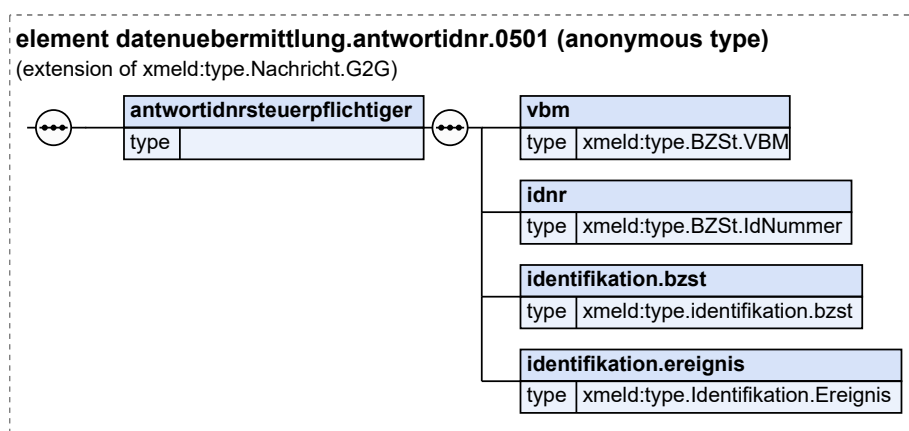 element datenuebermittlung.antwortidnr.0501 (anonymous type)
(extension of xmeld:type.Nachricht.G2G)
antwortidnrsteuerpflichtiger
type
vbm
type xmeld:type.BZSt.VBM
idnr
type xmeld:type.BZSt.IdNummer
identifikation.bzst
type xmeld:type.identifikation.bzst
identifikation.ereignis
type xmeld:type.Identifikation.Ereignis